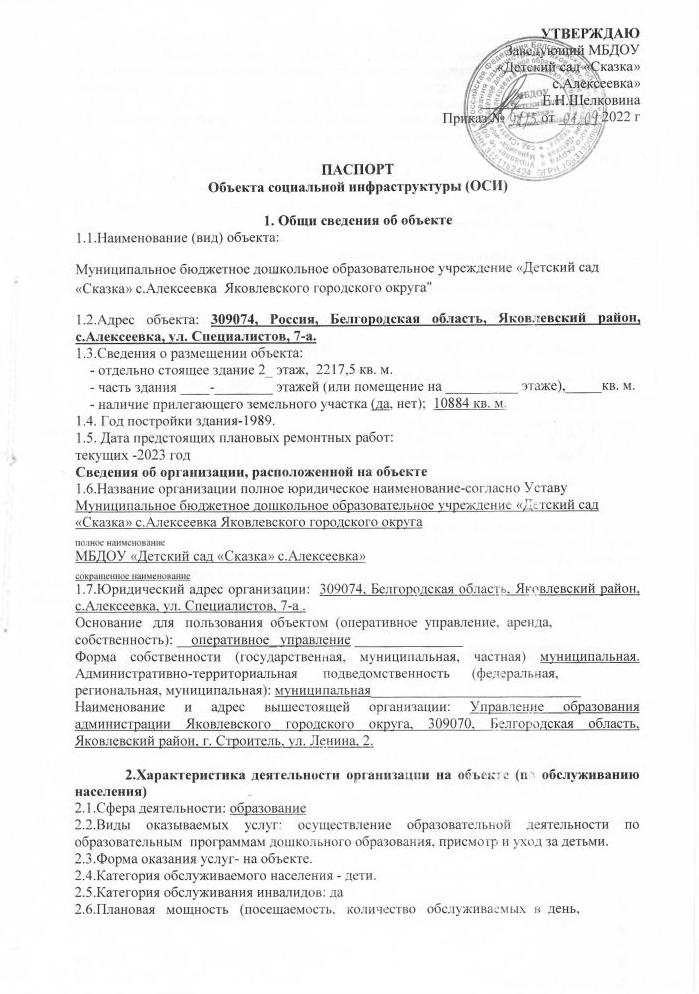 УТВЕРЖДАЮ
Заведующий МБДОУ
«Детский сад «Сказка»
с.Алексеевка»
Е.Н.Шелковина
Приказ № от 01.09 2022 г
ПАСПОРТ
Объекта социальной инфраструктуры (ОСИ)
1. Общи сведения об объекте
1.1.Наименование (вид) объекта:
Муниципальное бюджетное дошкольное образовательное учреждение «Детский сад
«Сказка» с.Алексеевка Яковлевского городского округа"
1.2.Адрес объекта: 309074, Россия, Белгородская область, Яковлевский район,
с.Алексеевка, ул. Специалистов, 7-а.
1.3.Сведения о размещении объекта:
- отдельно стоящее здание 2_ этаж, 2217,5 кв. м.
- часть здания ____-________ этажей (или помещение на __________ этаже),_____кв. м.
- наличие прилегающего земельного участка (да, нет); 10884 кв. м.
1.4. Год постройки здания-1989.
1.5. Дата предстоящих плановых ремонтных работ:
текущих -2023 год
Сведения об организации, расположенной на объекте
1.6.Название организации полное юридическое наименование-согласно Уставу
Муниципальное бюджетное дошкольное образовательное учреждение «Детский сад
«Сказка» с.Алексеевка Яковлевского городского округа
полное наименование
МБДОУ «Детский сад «Сказка» с.Алексеевка»
сокращенное наименование
1.7.Юридический адрес организации: 309074, Белгородская область, Яковлевский район,
с.Алексеевка, ул. Специалистов, 7-а .
Основание для пользования объектом (оперативное управление, аренда,
собственность): __оперативное_ управление _______________
Форма собственности (государственная, муниципальная, частная) муниципальная.
Административно-территориальная подведомственность (федеральная,
региональная, муниципальная): муниципальная_____________________________
Наименование и адрес вышестоящей организации: Управление образования
администрации Яковлевского городского округа, 309070, Белгородская область,
Яковлевский район, г. Строитель, ул. Ленина, 2.
2.Характеристика деятельности организации на объекте (по обслуживанию
населения)
2.1.Сфера деятельности: образование
2.2.Виды оказываемых услуг: осуществление образовательной деятельности по
образовательным программам дошкольного образования, присмотр и уход за детьми.
2.3.Форма оказания услуг- на объекте.
2.4.Категория обслуживаемого населения - дети.
2.5.Категория обслуживания инвалидов: да
2.6.Плановая мощность (посещаемость, количество обслуживаемых в день,